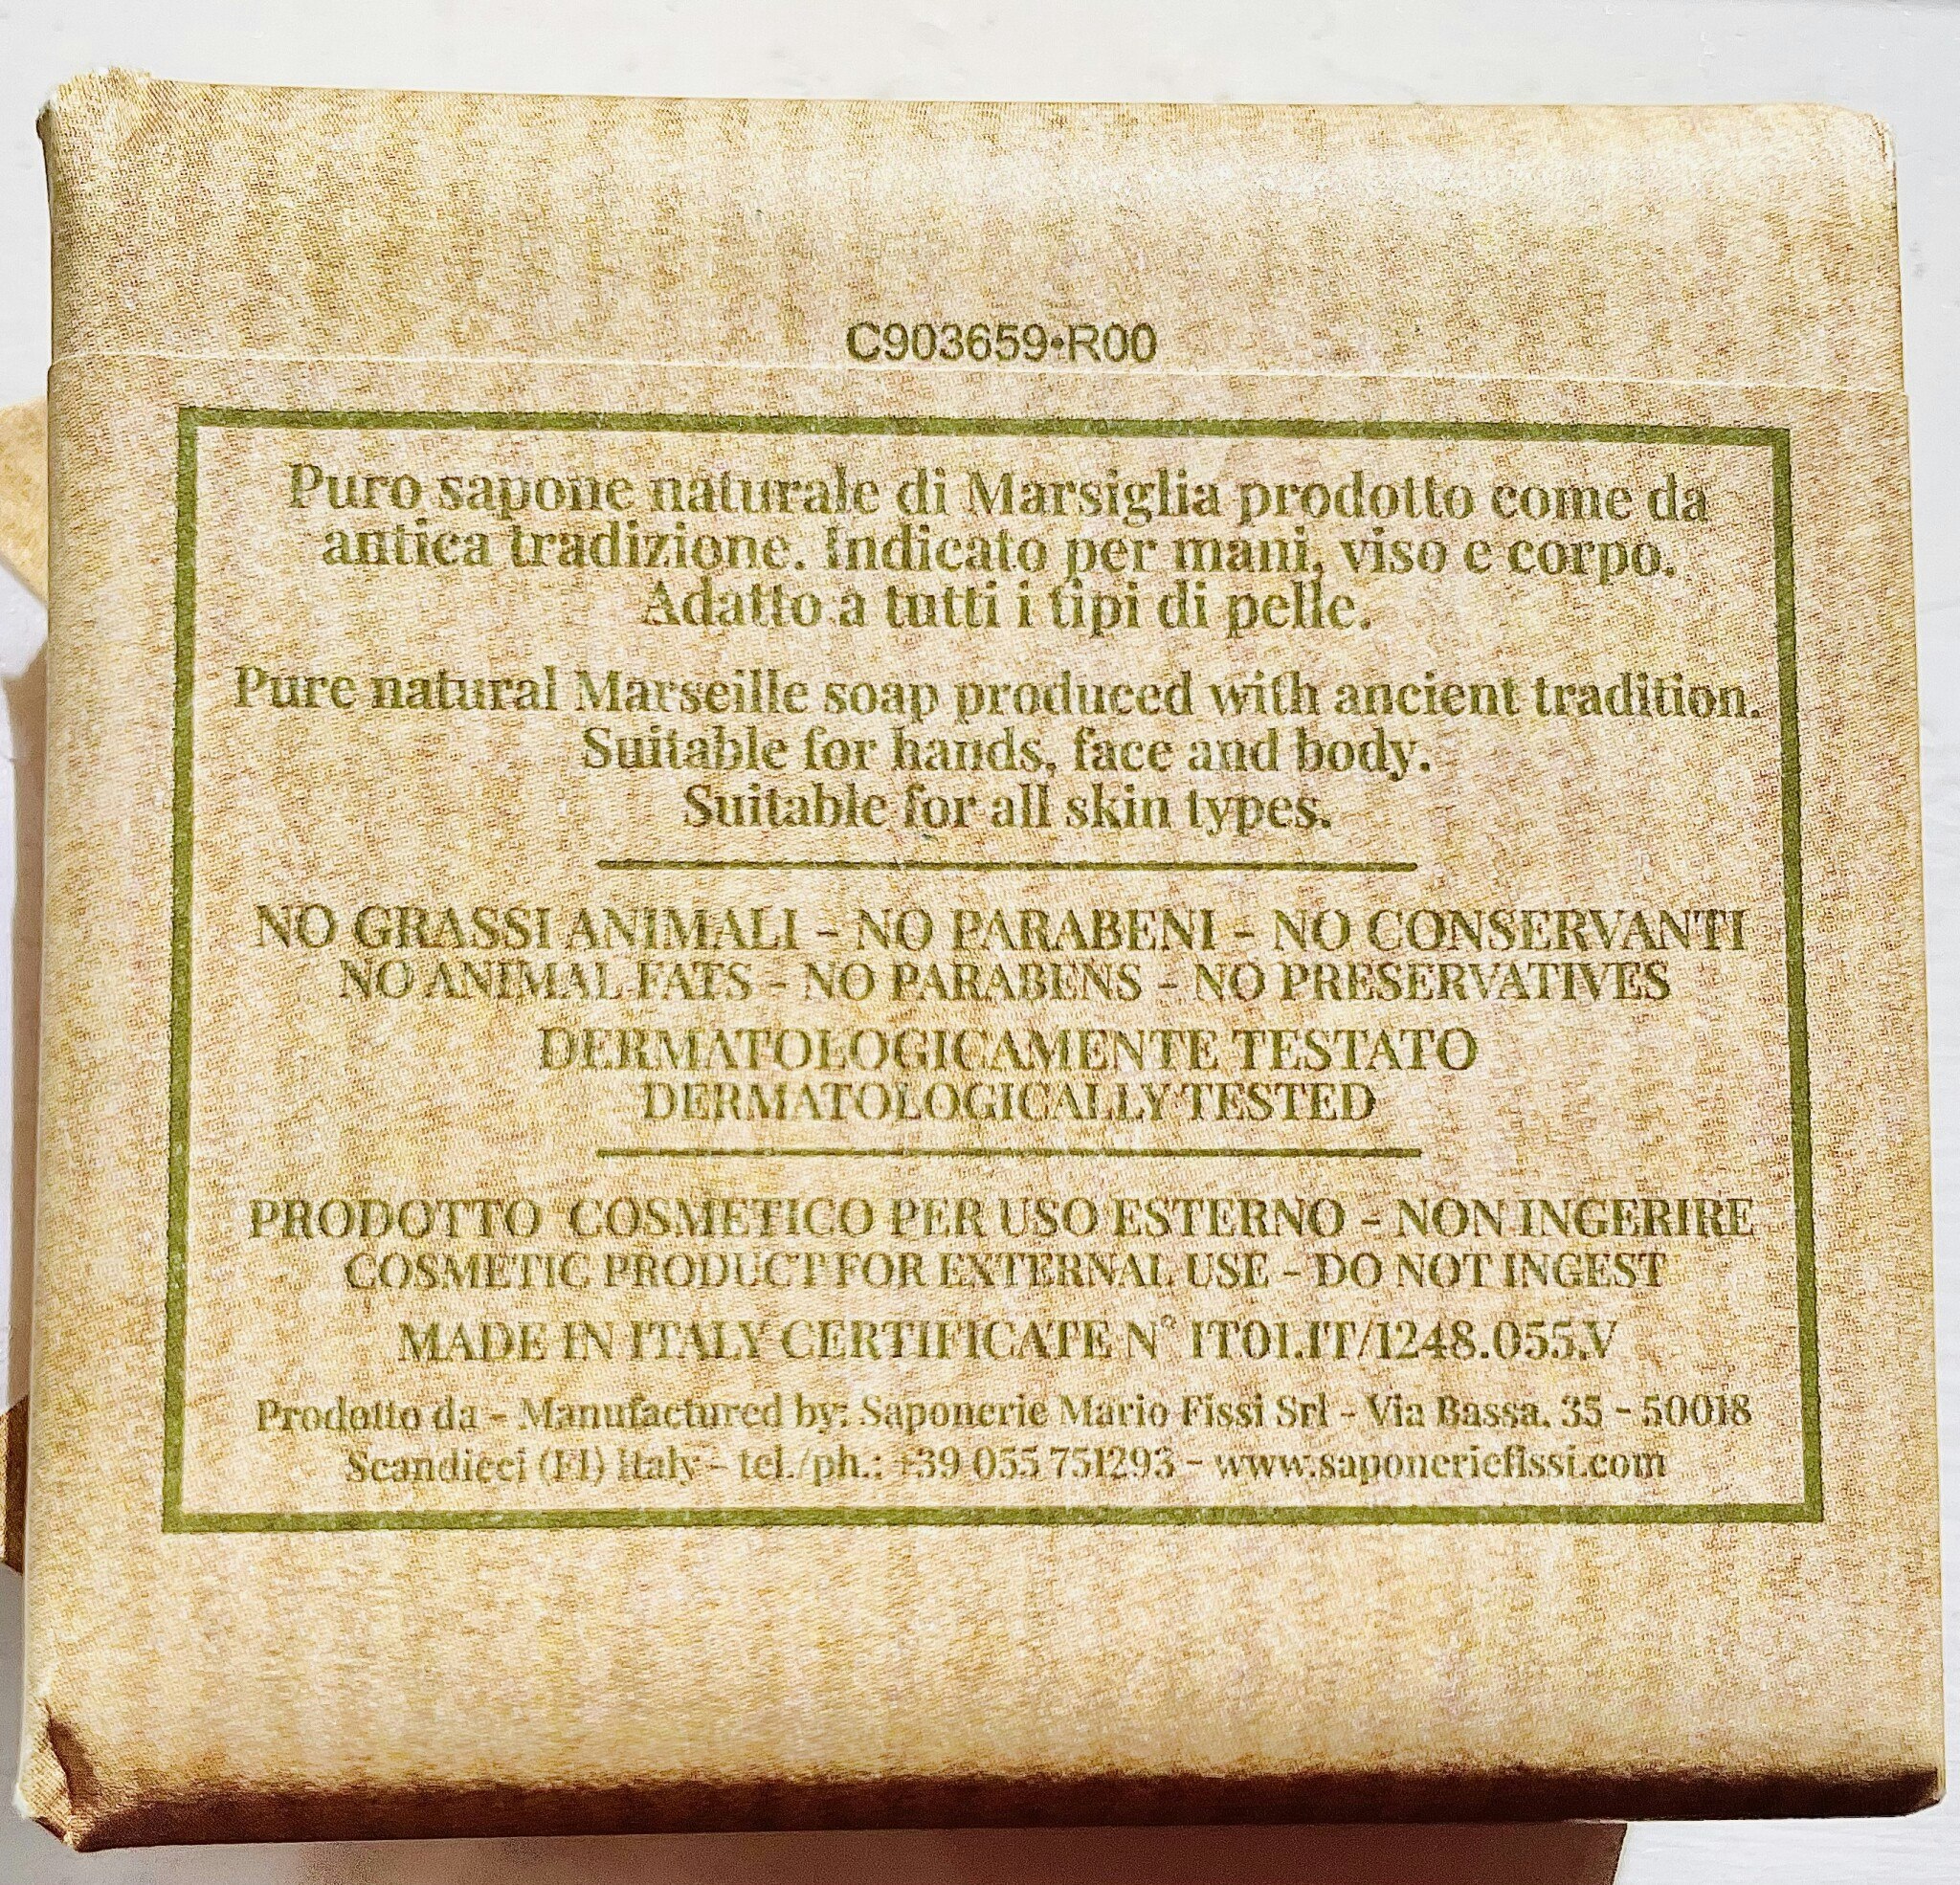 C903659•R00
Puro sapone naturale di Marsiglia prodotto come da
antica tradizione. Indicato per mani, viso e corpo.
Adatto a tutti i tipi di pelle.
Pure natural Marseille soap produced with ancient tradition.
Suitable for hands, face and body.
Suitable for all skin types.
NO GRASSI ANIMALI - NO PARABENI - NO CONSERVANTI
NO ANIMAL FATS - NO PARABENS - NO PRESERVATIVES
DERMATOLOGICAMENTE TESTATO
DERMATOLOGICALLY TESTED
PRODOTTO COSMETICO PER USO ESTERNO - NON INGERIRE
COSMETIC PRODUCT FOR EXTERNAL USE - DO NOT INGEST
MADE IN ITALY CERTIFICATE N° IT01.IT/1248.055.V
Prodotto da - Manufactured by: Saponerie Mario Fissi Srl - Via Bassa, 35 - 50018
Scandicci (FI) Italy - tel./ph.: +39 055 751293 - www.saponeriefissi.com